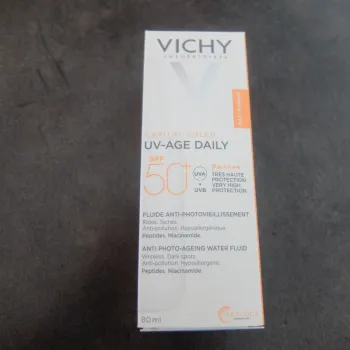 VICHY
LABORATOIRES
CAPITAL SOLEIL
UV-AGE DAILY
SPF
50+
UVA
+
UVB
TRÈS HAUTE
PROTECTION
VERY HIGH
PROTECTION
FLUIDE ANTI-PHOTOVIEILLISSEMENT
Rides. Taches.
Anti-pollution. Hypoallergénique.
Peptides. Niacinamide.
ANTI PHOTO-AGEING WATER FLUID
Wrinkles. Dark spots.
Anti-pollution. Hypoallergenic.
Peptides. Niacinamide.
80 ml